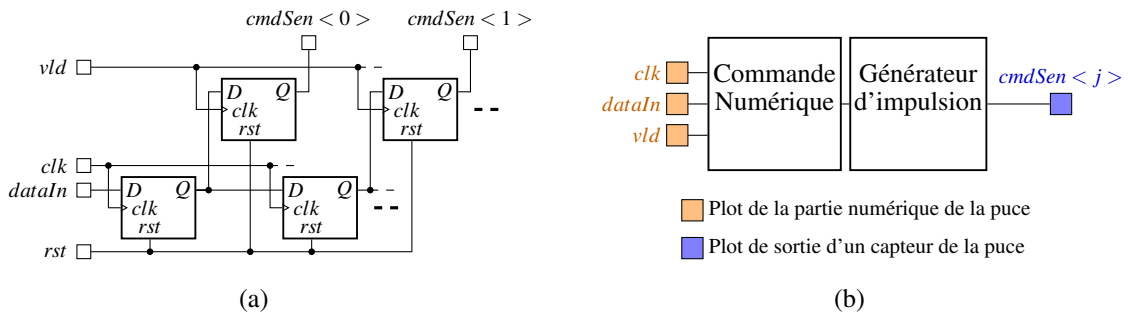 cmdSen < 0 >
cmdSen < 1 >
vld
D Q
clk
rst
D Q
clk
rst
clk
dataIn
D Q
clk
rst
D Q
clk
rst
rst
(a)
clk
dataIn
vld
Commande
Numérique
Générateur
d'impulsion
cmdSen < j >
Plot de la partie numérique de la puce
Plot de sortie d'un capteur de la puce
(b)